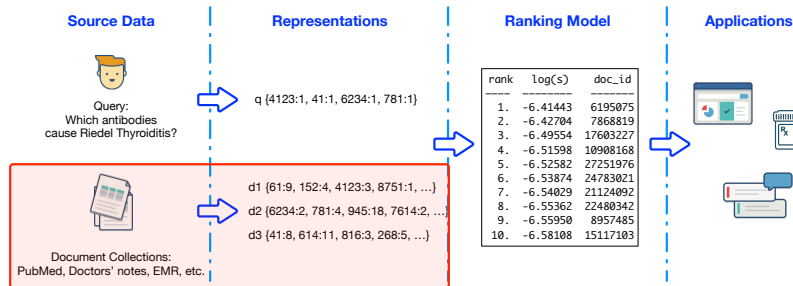 Source Data
Representations
Ranking Model
Applications
Query:
Which antibodies
cause Riedel Thyroiditis?
q {4123:1, 41:1, 6234:1, 781:1}
Document Collections:
PubMed, Doctors' notes, EMR, etc.
d1 {61:9, 152:4, 4123:3, 8751:1, …}
d2 {6234:2, 781:4, 945:18, 7614:2, …}
d3 {41:8, 614:11, 816:3, 268:5, …}
rank log(s) doc_id
1. -6.41443 6195075
2. -6.42704 7868819
3. -6.49554 17603227
4. -6.51598 10908168
5. -6.52582 27251976
6. -6.53874 24783021
7. -6.54029 21124092
8. -6.55362 22480342
9. -6.55950 8957485
10. -6.58108 15117103
Rx